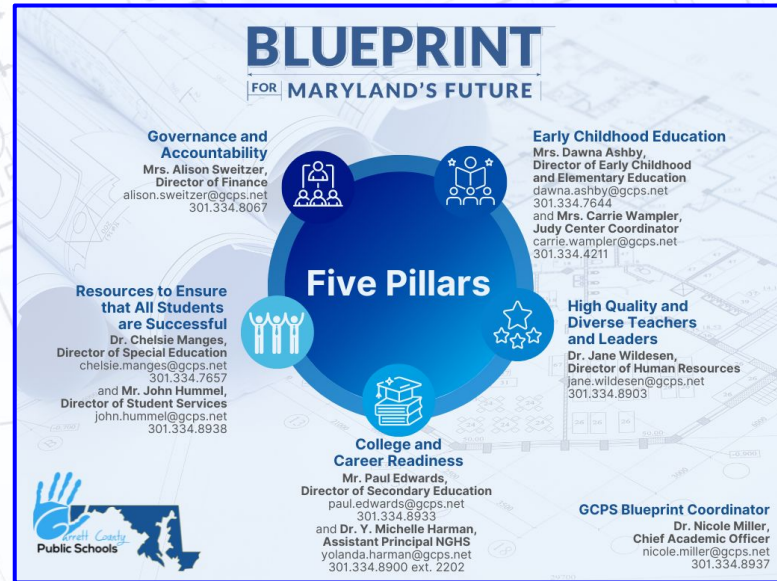 BLUEPRINT
FOR MARYLAND'S FUTURE
Governance and
Accountability
Mrs. Alison Sweitzer,
Director of Finance
alison.sweitzer@gcps.net
301.334.8067
Early Childhood Education
Mrs. Dawna Ashby,
Director of Early Childhood
and Elementary Education
dawna.ashby@gcps.net
301.334.7644
and Mrs. Carrie Wampler,
Judy Center Coordinator
carrie.wampler@gcps.net
301.334.4211
Five Pillars
Resources to Ensure
that All Students
are Successful
Dr. Chelsie Manges,
Director of Special Education
chelsie.manges@gcps.net
301.334.7657
and Mr. John Hummel,
Director of Student Services
john.hummel@gcps.net
301.334.8938
High Quality and
Diverse Teachers
and Leaders
Dr. Jane Wildesen,
Director of Human Resources
jane.wildesen@gcps.net
301.334.8903
College and
Career Readiness
Mr. Paul Edwards,
Director of Secondary Education
paul.edwards@gcps.net
301.334.8933
and Dr. Y. Michelle Harman,
Assistant Principal NGHS
yolanda.harman@gcps.net
301.334.8900 ext. 2202
Garrett County
Public Schools
GCPS Blueprint Coordinator
Dr. Nicole Miller,
Chief Academic Officer
nicole.miller@gcps.net
301.334.8937